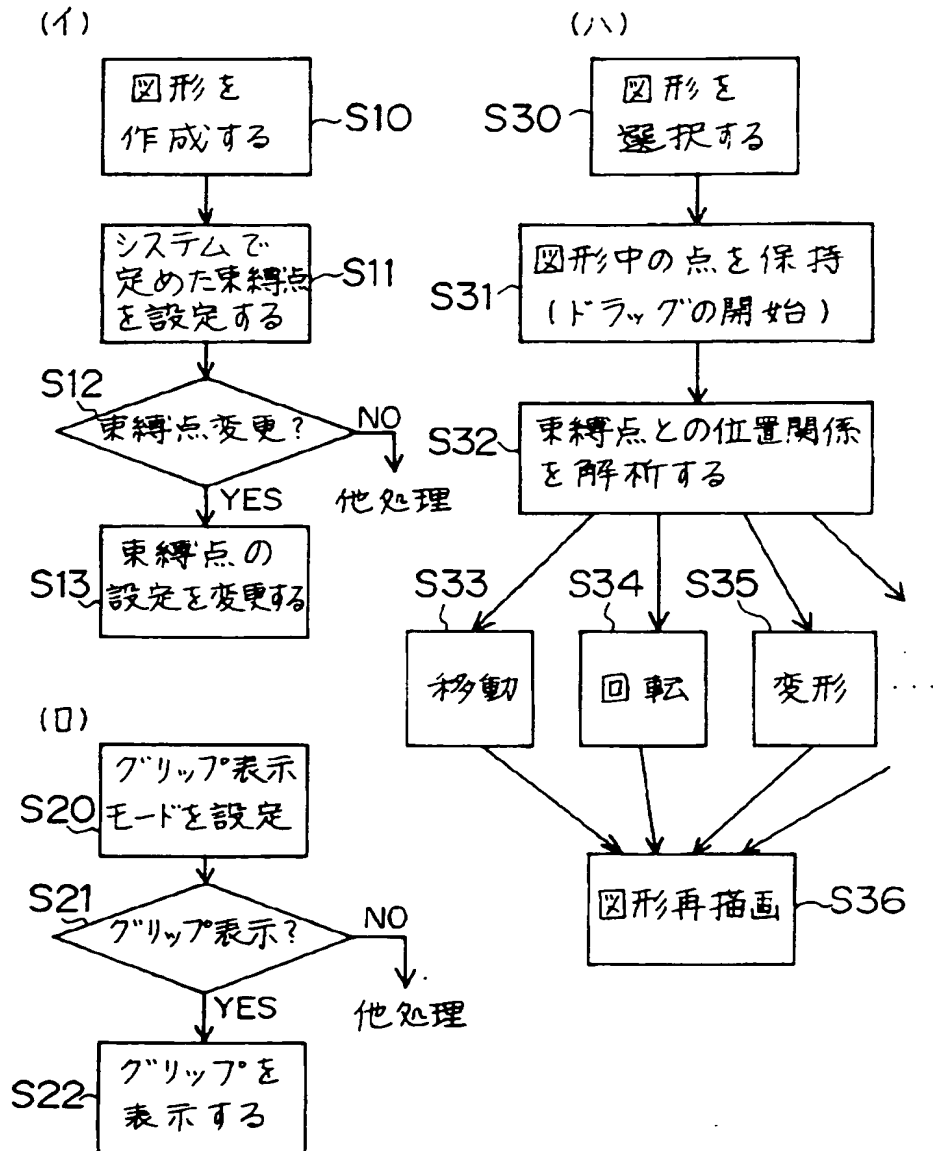 (イ)
図形を
作成する
S10
システムで
定めた束縛点
を設定する
S11
S12
束縛点変更?
NO
他処理
YES
束縛点の
設定を変更する
S13
(ロ)
グリップ表示
モードを設定
S20
S21
グリップ表示?
NO
他処理
YES
グリップを
表示する
S22
(ハ)
図形を
選択する
S30
図形中の点を保持
(ドラッグの開始)
S31
束縛点との位置関係
を解析する
S32
S33
移動
S34
回転
S35
変形
・・・
図形再描画
S36